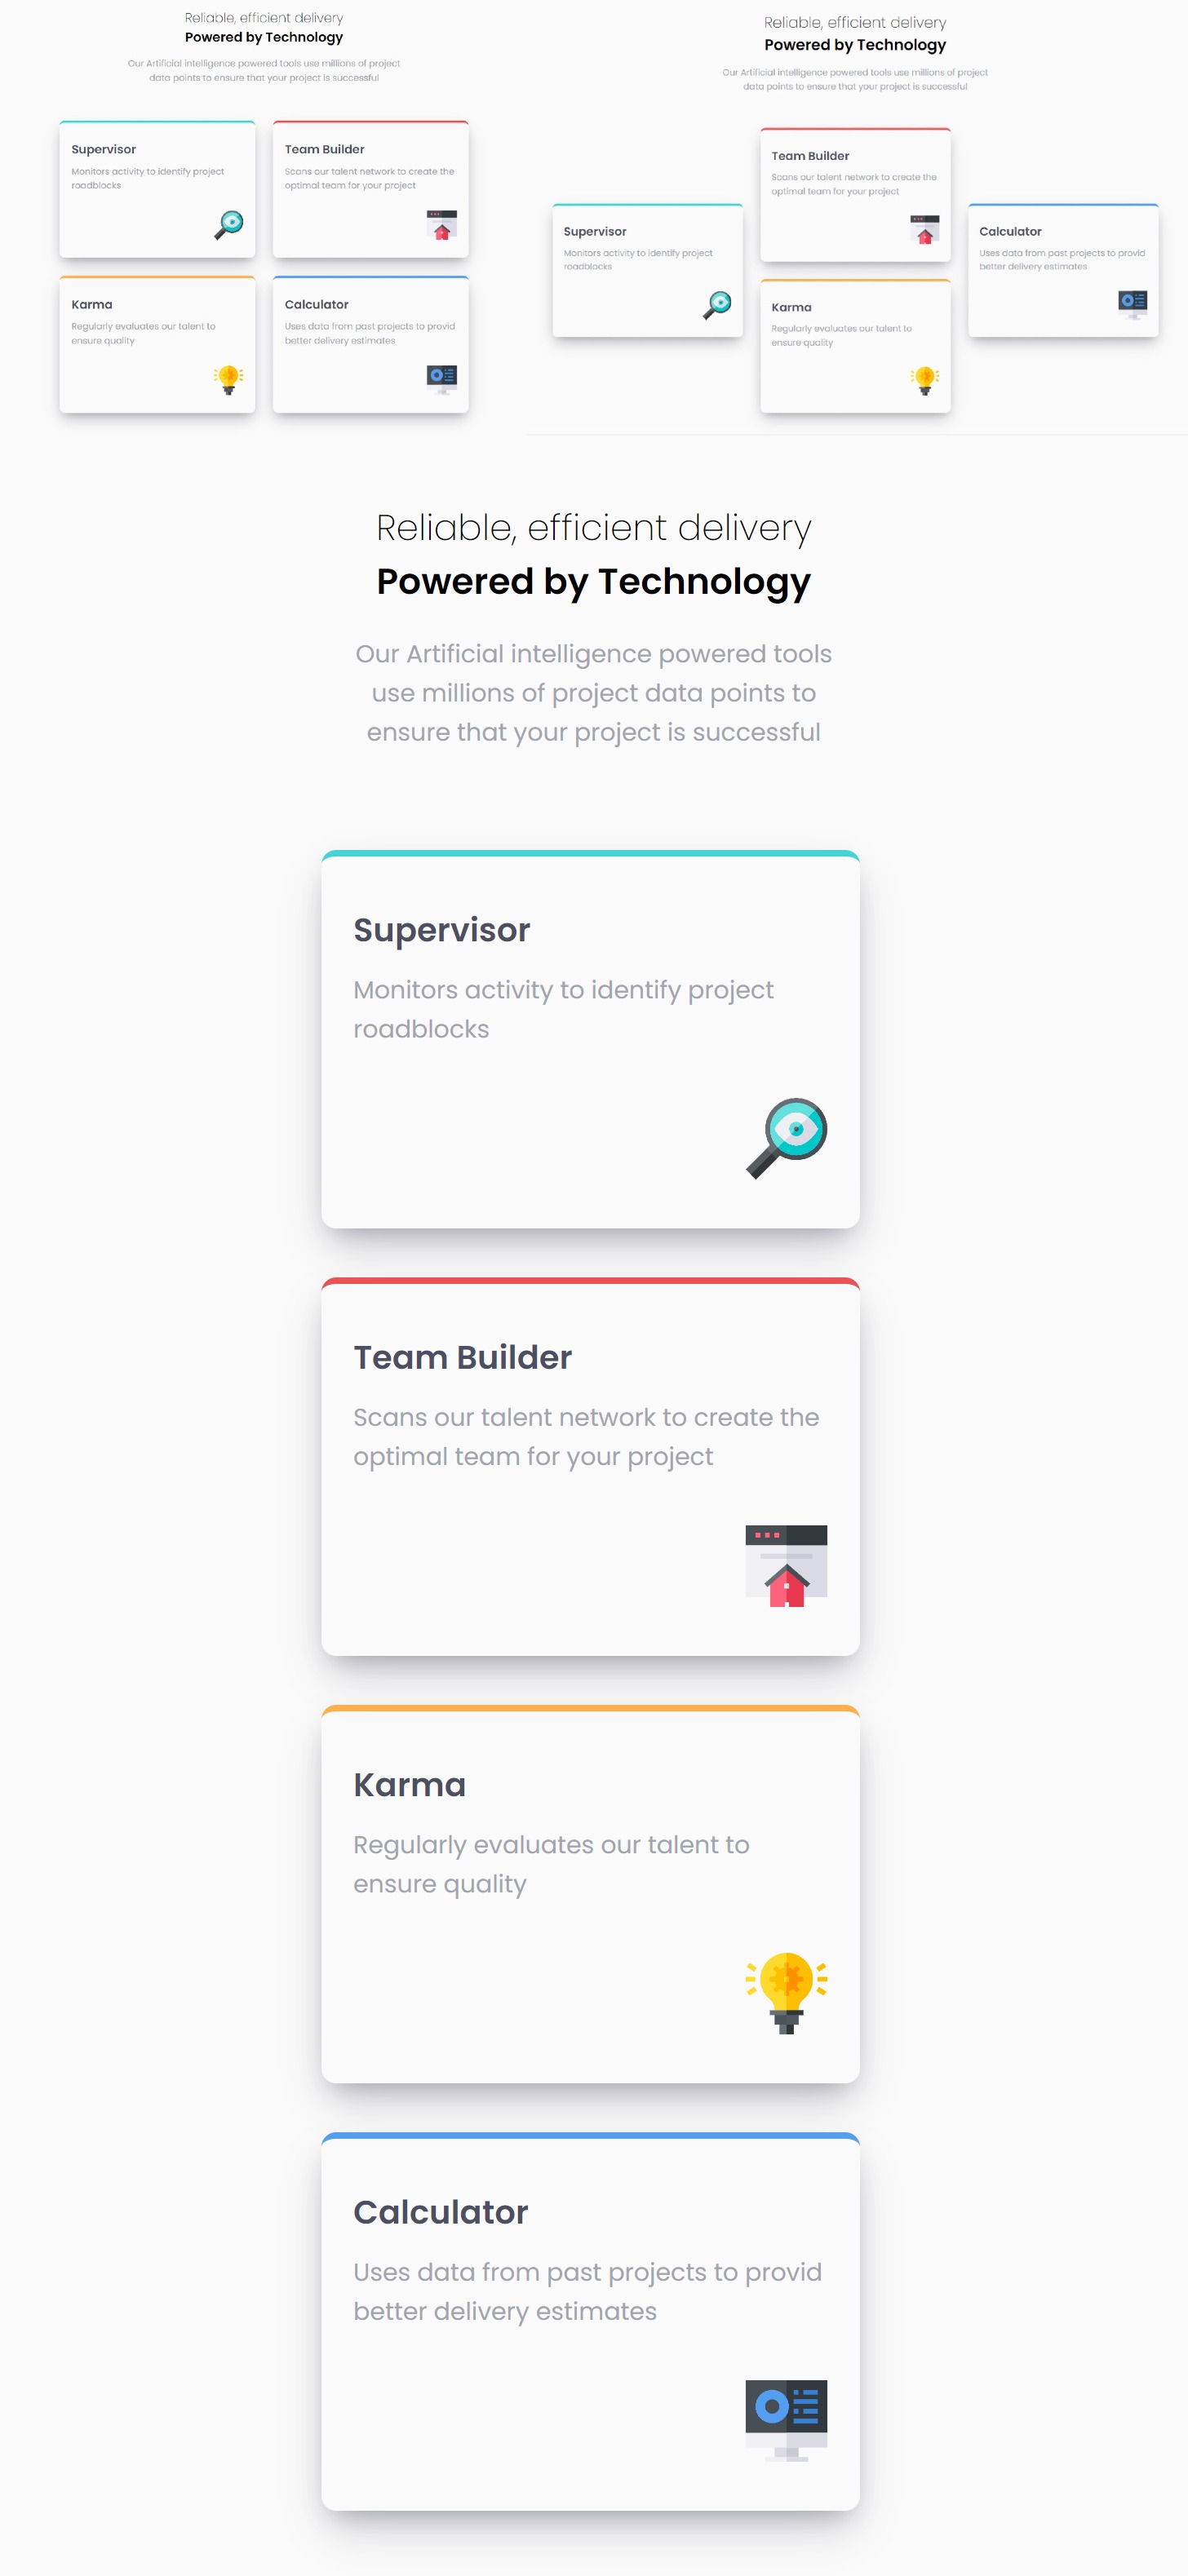 Reliable, efficient delivery
Powered by Technology
Our Artificial intelligence powered tools use millions of project
data points to ensure that your project is successful
Supervisor
Monitors activity to identify project
roadblocks
Team Builder
Scans our talent network to create the
optimal team for your project
Karma
Regularly evaluates our talent to
ensure quality
Calculator
Uses data from past projects to provid
better delivery estimates
Reliable, efficient delivery
Powered by Technology
Our Artificial intelligence powered tools use millions of project
data points to ensure that your project is successful
Supervisor
Monitors activity to identify project
roadblocks
Team Builder
Scans our talent network to create the
optimal team for your project
Karma
Regularly evaluates our talent to
ensure quality
Calculator
Uses data from past projects to provid
better delivery estimates
Reliable, efficient delivery
Powered by Technology
Our Artificial intelligence powered tools
use millions of project data points to
ensure that your project is successful
Supervisor
Monitors activity to identify project
roadblocks
Team Builder
Scans our talent network to create the
optimal team for your project
Karma
Regularly evaluates our talent to
ensure quality
Calculator
Uses data from past projects to provid
better delivery estimates